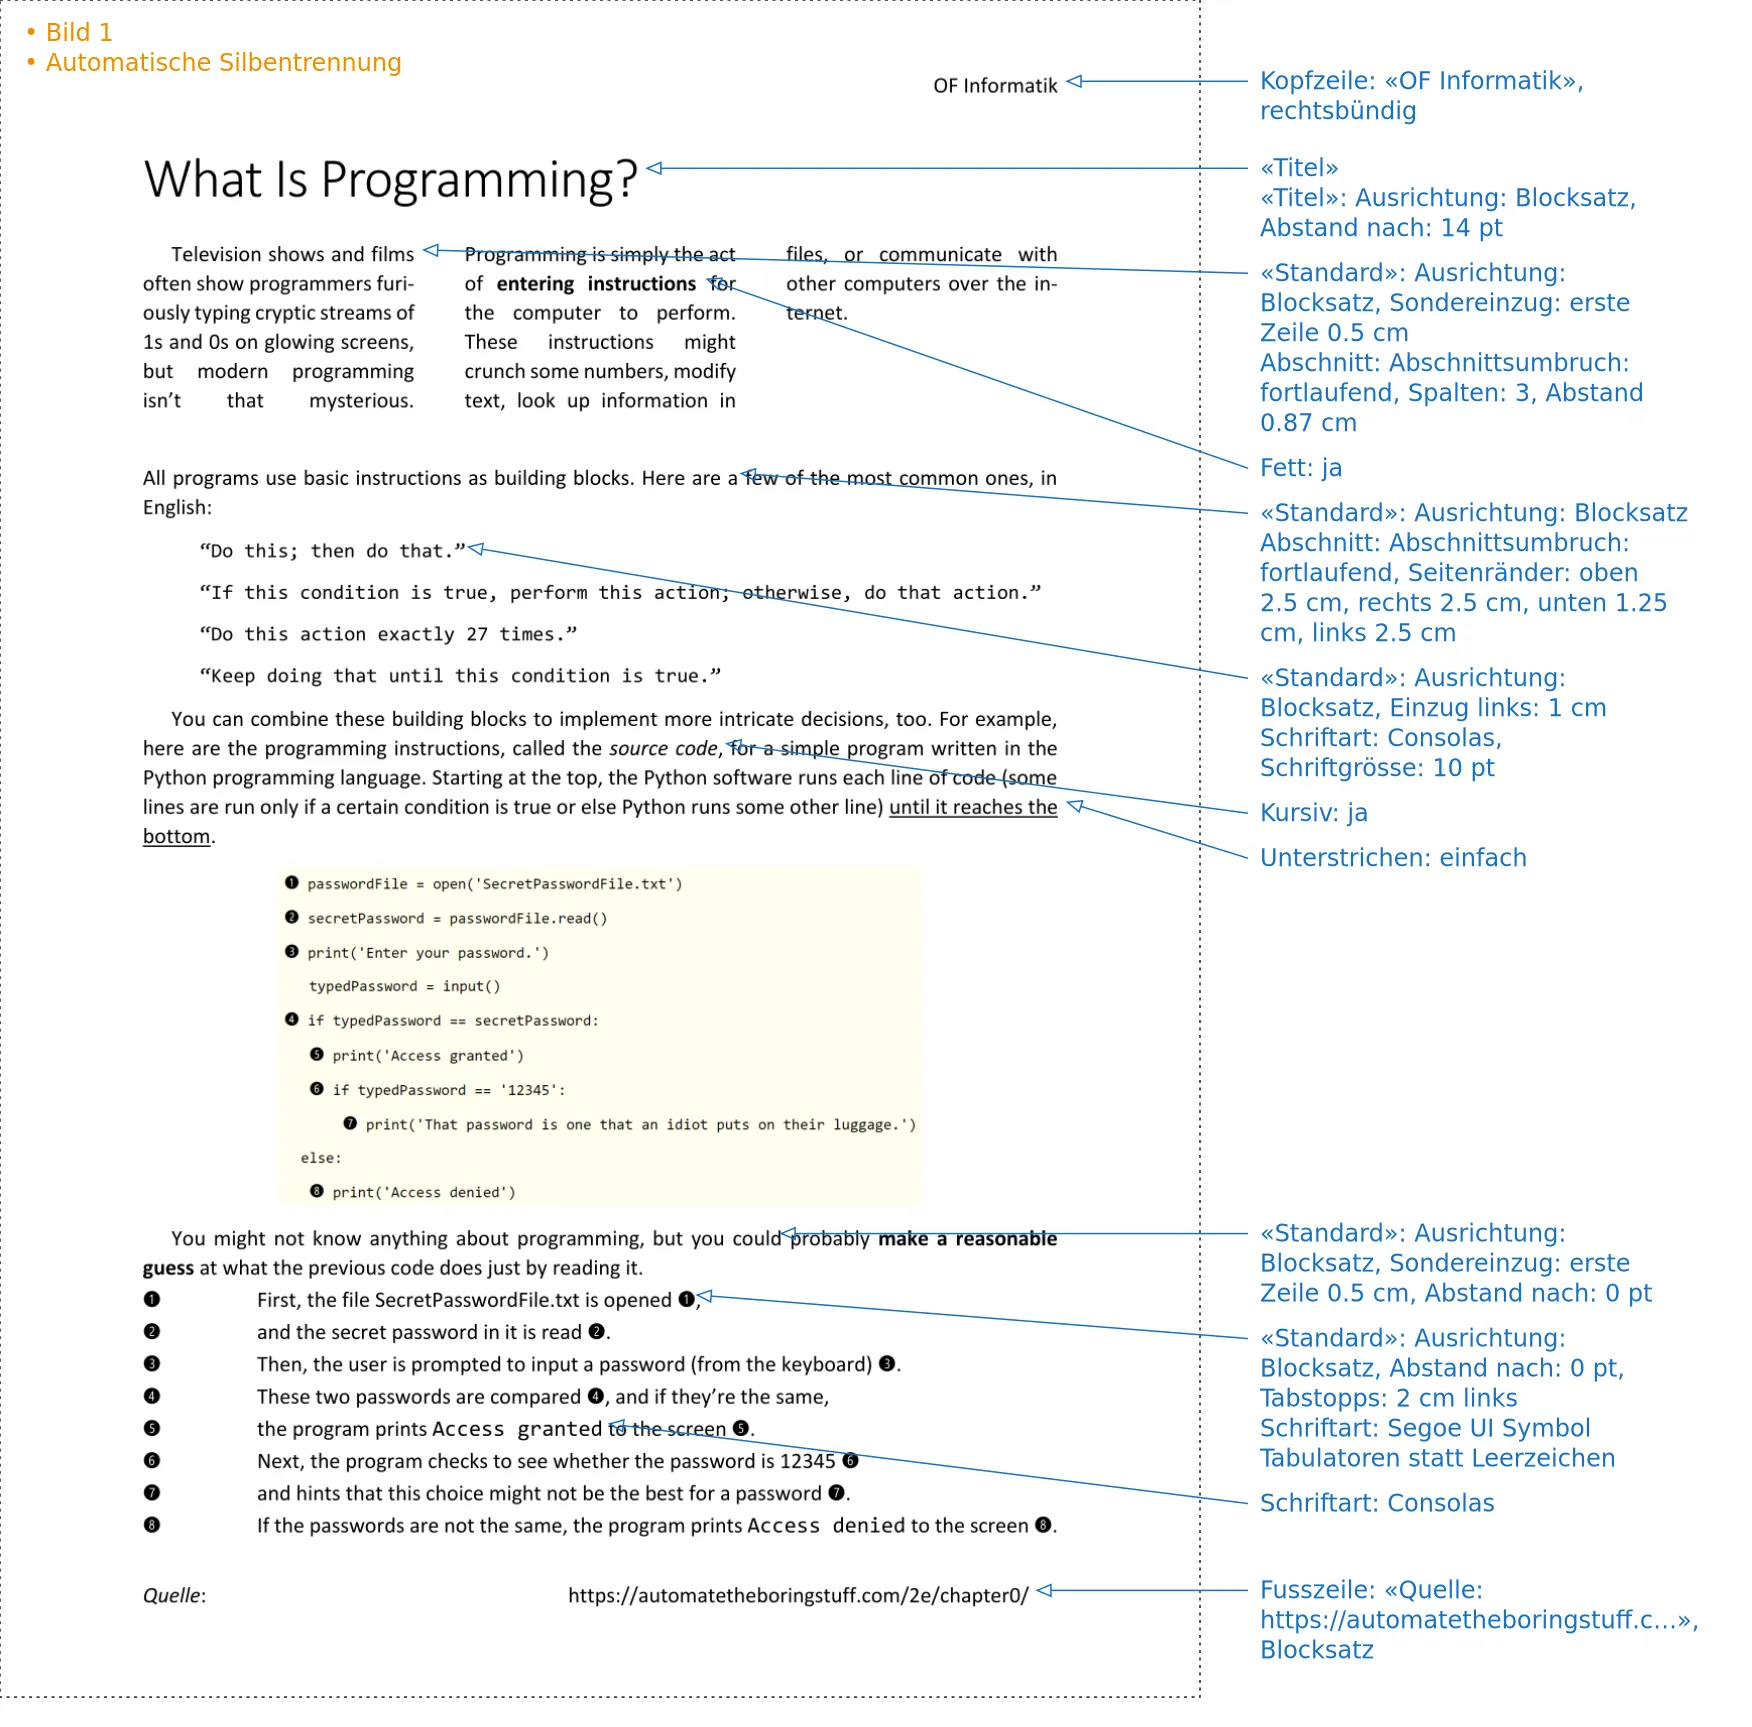 • Bild 1
• Automatische Silbentrennung
OF Informatik
What Is Programming?
Television shows and films
often show programmers furi-
ously typing cryptic streams of
1s and 0s on glowing screens,
but modern programming
isn’t that mysterious.
Programming is simply the act
of entering instructions for
the computer to perform.
These instructions might
crunch some numbers, modify
text, look up information in
files, or communicate with
other computers over the in-
ternet.
All programs use basic instructions as building blocks. Here are a few of the most common ones, in
English:
“Do this; then do that.”
“If this condition is true, perform this action; otherwise, do that action.”
“Do this action exactly 27 times.”
“Keep doing that until this condition is true.”
You can combine these building blocks to implement more intricate decisions, too. For example,
here are the programming instructions, called the source code, for a simple program written in the
Python programming language. Starting at the top, the Python software runs each line of code (some
lines are run only if a certain condition is true or else Python runs some other line) until it reaches the
bottom.
❶ passwordFile = open('SecretPasswordFile.txt')
❷ secretPassword = passwordFile.read()
❸ print('Enter your password.')
typedPassword = input()
❹ if typedPassword == secretPassword:
❺ print('Access granted')
❻ if typedPassword == '12345':
❼ print('That password is one that an idiot puts on their luggage.')
else:
❽ print('Access denied')
You might not know anything about programming, but you could probably make a reasonable
guess at what the previous code does just by reading it.
❶ First, the file SecretPasswordFile.txt is opened ❶,
❷ and the secret password in it is read ❷.
❸ Then, the user is prompted to input a password (from the keyboard) ❸.
❹ These two passwords are compared ❹, and if they’re the same,
❺ the program prints Access granted to the screen ❺.
❻ Next, the program checks to see whether the password is 12345 ❻
❼ and hints that this choice might not be the best for a password ❼.
❽ If the passwords are not the same, the program prints Access denied to the screen ❽.
Quelle: https://automatetheboringstuff.com/2e/chapter0/
Kopfzeile: «OF Informatik»,
rechtsbündig
«Titel»
«Titel»: Ausrichtung: Blocksatz,
Abstand nach: 14 pt
«Standard»: Ausrichtung:
Blocksatz, Sondereinzug: erste
Zeile 0.5 cm
Abschnitt: Abschnittsumbruch:
fortlaufend, Spalten: 3, Abstand
0.87 cm
Fett: ja
«Standard»: Ausrichtung: Blocksatz
Abschnitt: Abschnittsumbruch:
fortlaufend, Seitenränder: oben
2.5 cm, rechts 2.5 cm, unten 1.25
cm, links 2.5 cm
«Standard»: Ausrichtung:
Blocksatz, Einzug links: 1 cm
Schriftart: Consolas,
Schriftgrösse: 10 pt
Kursiv: ja
Unterstrichen: einfach
«Standard»: Ausrichtung:
Blocksatz, Sondereinzug: erste
Zeile 0.5 cm, Abstand nach: 0 pt
«Standard»: Ausrichtung:
Blocksatz, Abstand nach: 0 pt,
Tabstopps: 2 cm links
Schriftart: Segoe UI Symbol
Tabulatoren statt Leerzeichen
Schriftart: Consolas
Fusszeile: «Quelle:
https://automatetheboringstuff.c...»,
Blocksatz